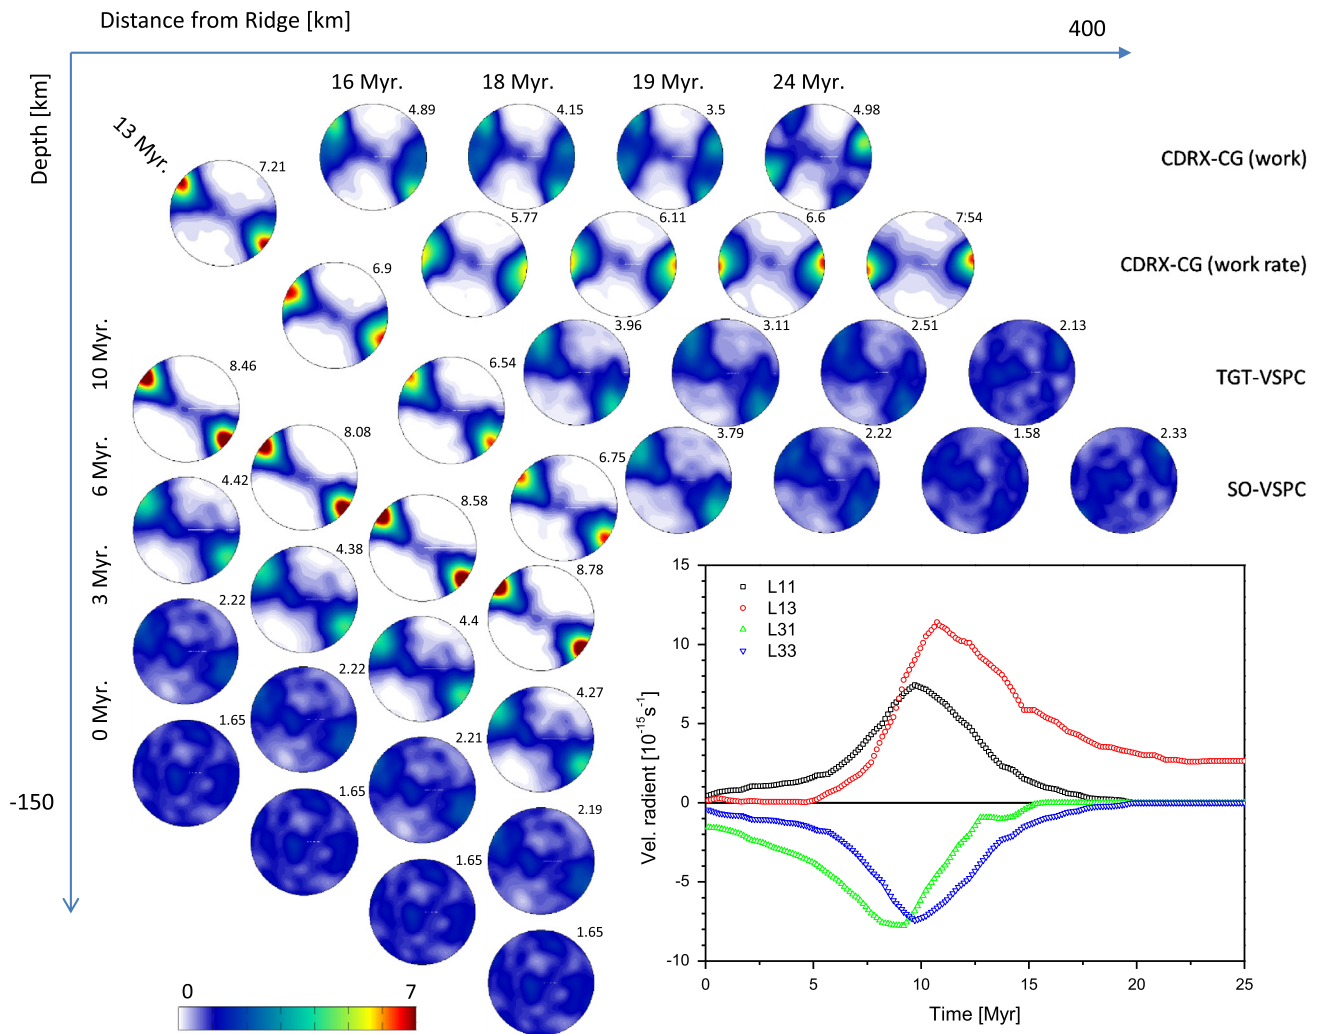 Distance from Ridge [km]
400
Depth [km]
-150
16 Myr.
18 Myr.
19 Myr.
24 Myr.
13 Myr.
10 Myr.
6 Myr.
3 Myr.
0 Myr.
4.89
4.15
3.5
4.98
CDRX-CG (work)
7.21
5.77
6.11
6.6
7.54
CDRX-CG (work rate)
6.9
3.96
3.11
2.51
2.13
TGT-VSPC
8.46
6.54
3.79
2.22
1.58
2.33
SO-VSPC
8.08
6.75
4.42
8.58
4.38
8.78
2.22
4.4
2.22
4.27
1.65
2.21
1.65
2.19
1.65
1.65
0
7
15
10
5
0
-5
-10
Vel. radient [10-15s-1]
L11
L13
L31
L33
0
5
10
15
20
25
Time [Myr]